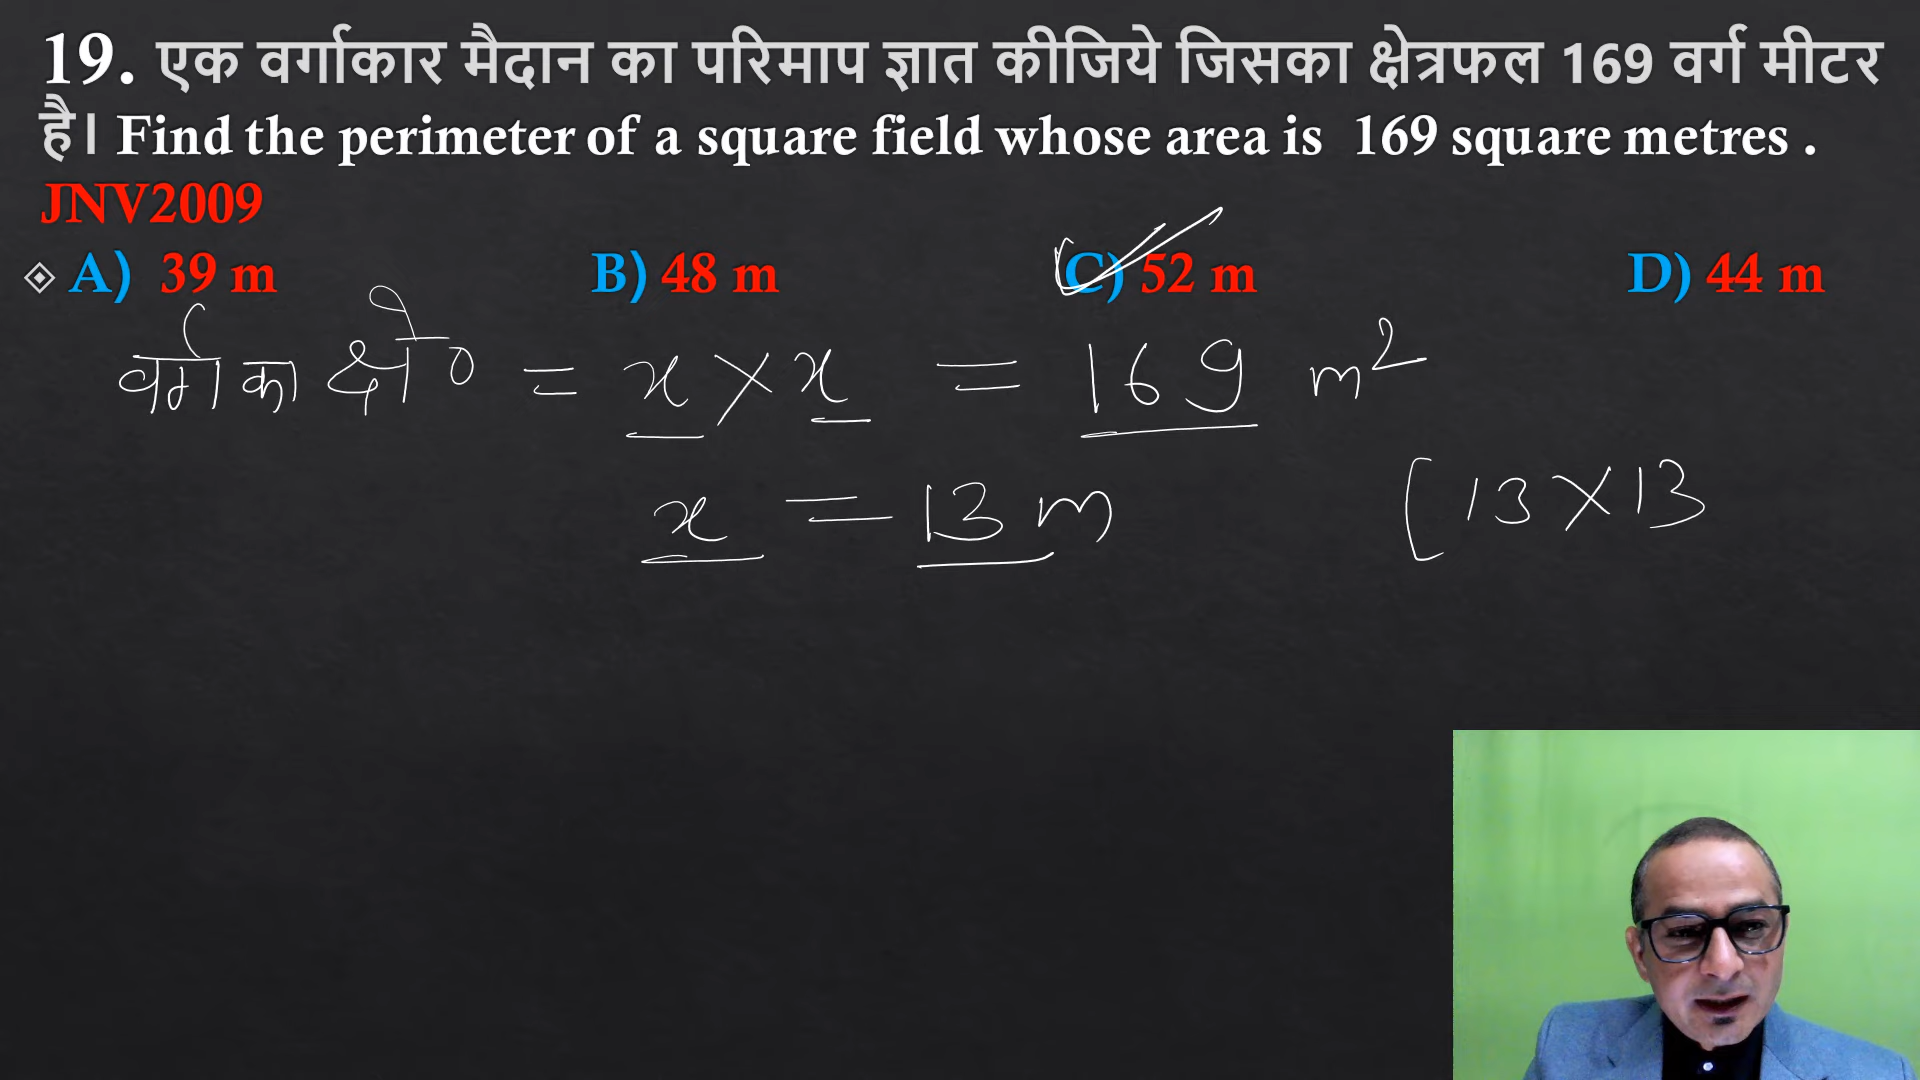 19. एक वर्गाकार मैदान का परिमाप ज्ञात कीजिये जिसका क्षेत्रफल 169 वर्ग मीटर
है। Find the perimeter of a square field whose area is 169 square metres .
JNV2009
A) 39 m B) 48 m C) 52 m D) 44 m
वर्ग का क्षे० = x × x = 169 m²
x = 13 m [ 13 × 13